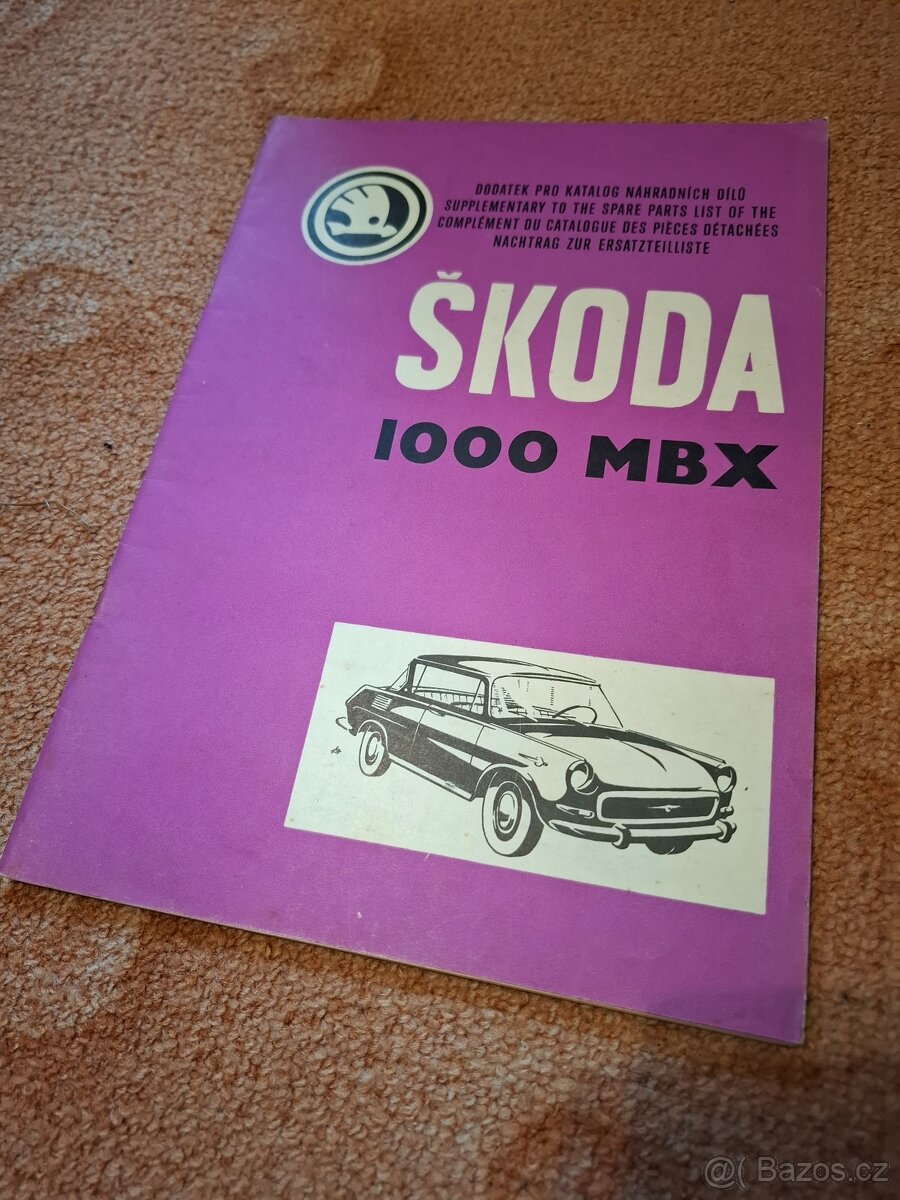 DODATEK PRO KATALOG NÁHRADNÍCH DÍLŮ
SUPPLEMENTARY TO THE SPARE PARTS LIST OF THE
COMPLÉMENT DU CATALOGUE DES PIÈCES DÉTACHÉES
NACHTRAG ZUR ERSATZTEILLISTE
ŠKODA
1000 MBX
@( Bazos.cz